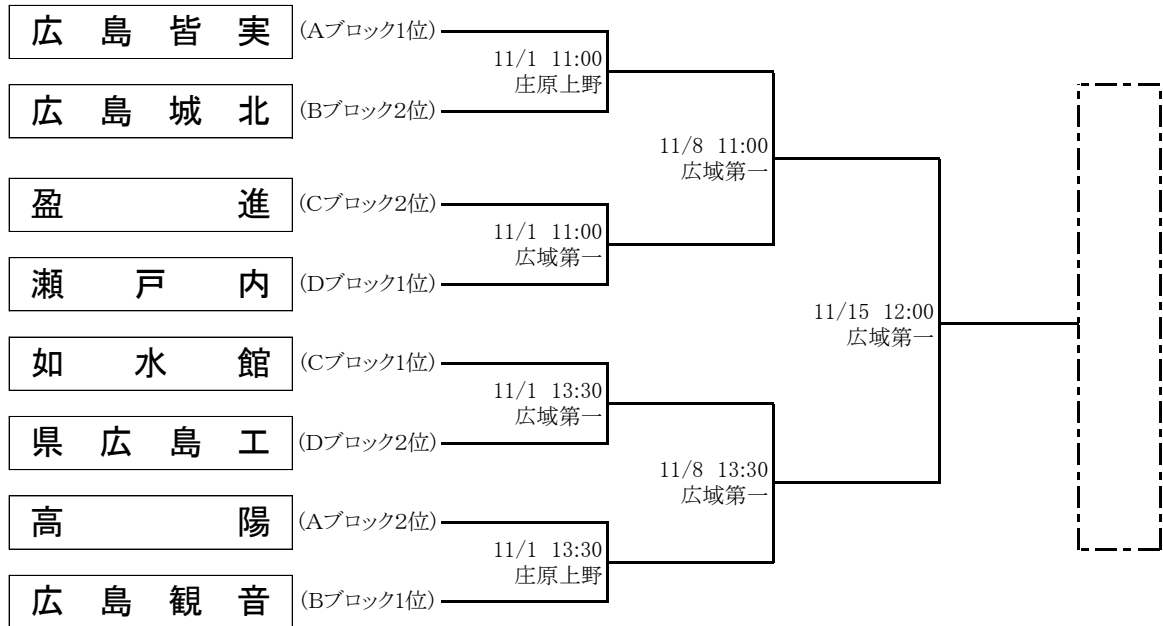 広島皆実 (Aブロック1位)
11/1 11:00
庄原上野
広島城北 (Bブロック2位)
11/8 11:00
広域第一
盈進 (Cブロック2位)
11/1 11:00
広域第一
瀬戸内 (Dブロック1位)
11/15 12:00
広域第一
如水館 (Cブロック1位)
11/1 13:30
広域第一
県広島工 (Dブロック2位)
11/8 13:30
広域第一
高陽 (Aブロック2位)
11/1 13:30
庄原上野
広島観音 (Bブロック1位)